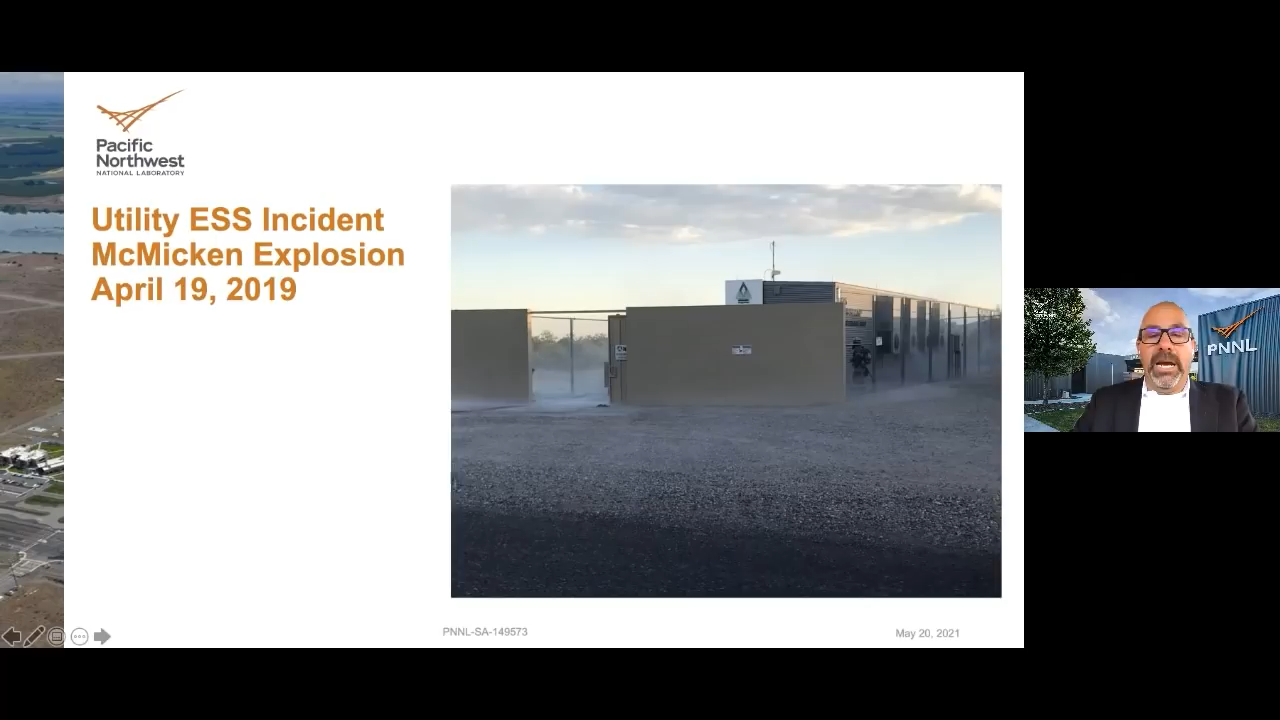 Pacific
Northwest
NATIONAL LABORATORY
Utility ESS Incident
McMicken Explosion
April 19, 2019
PNNL
PNNL-SA-149573
May 20, 2021